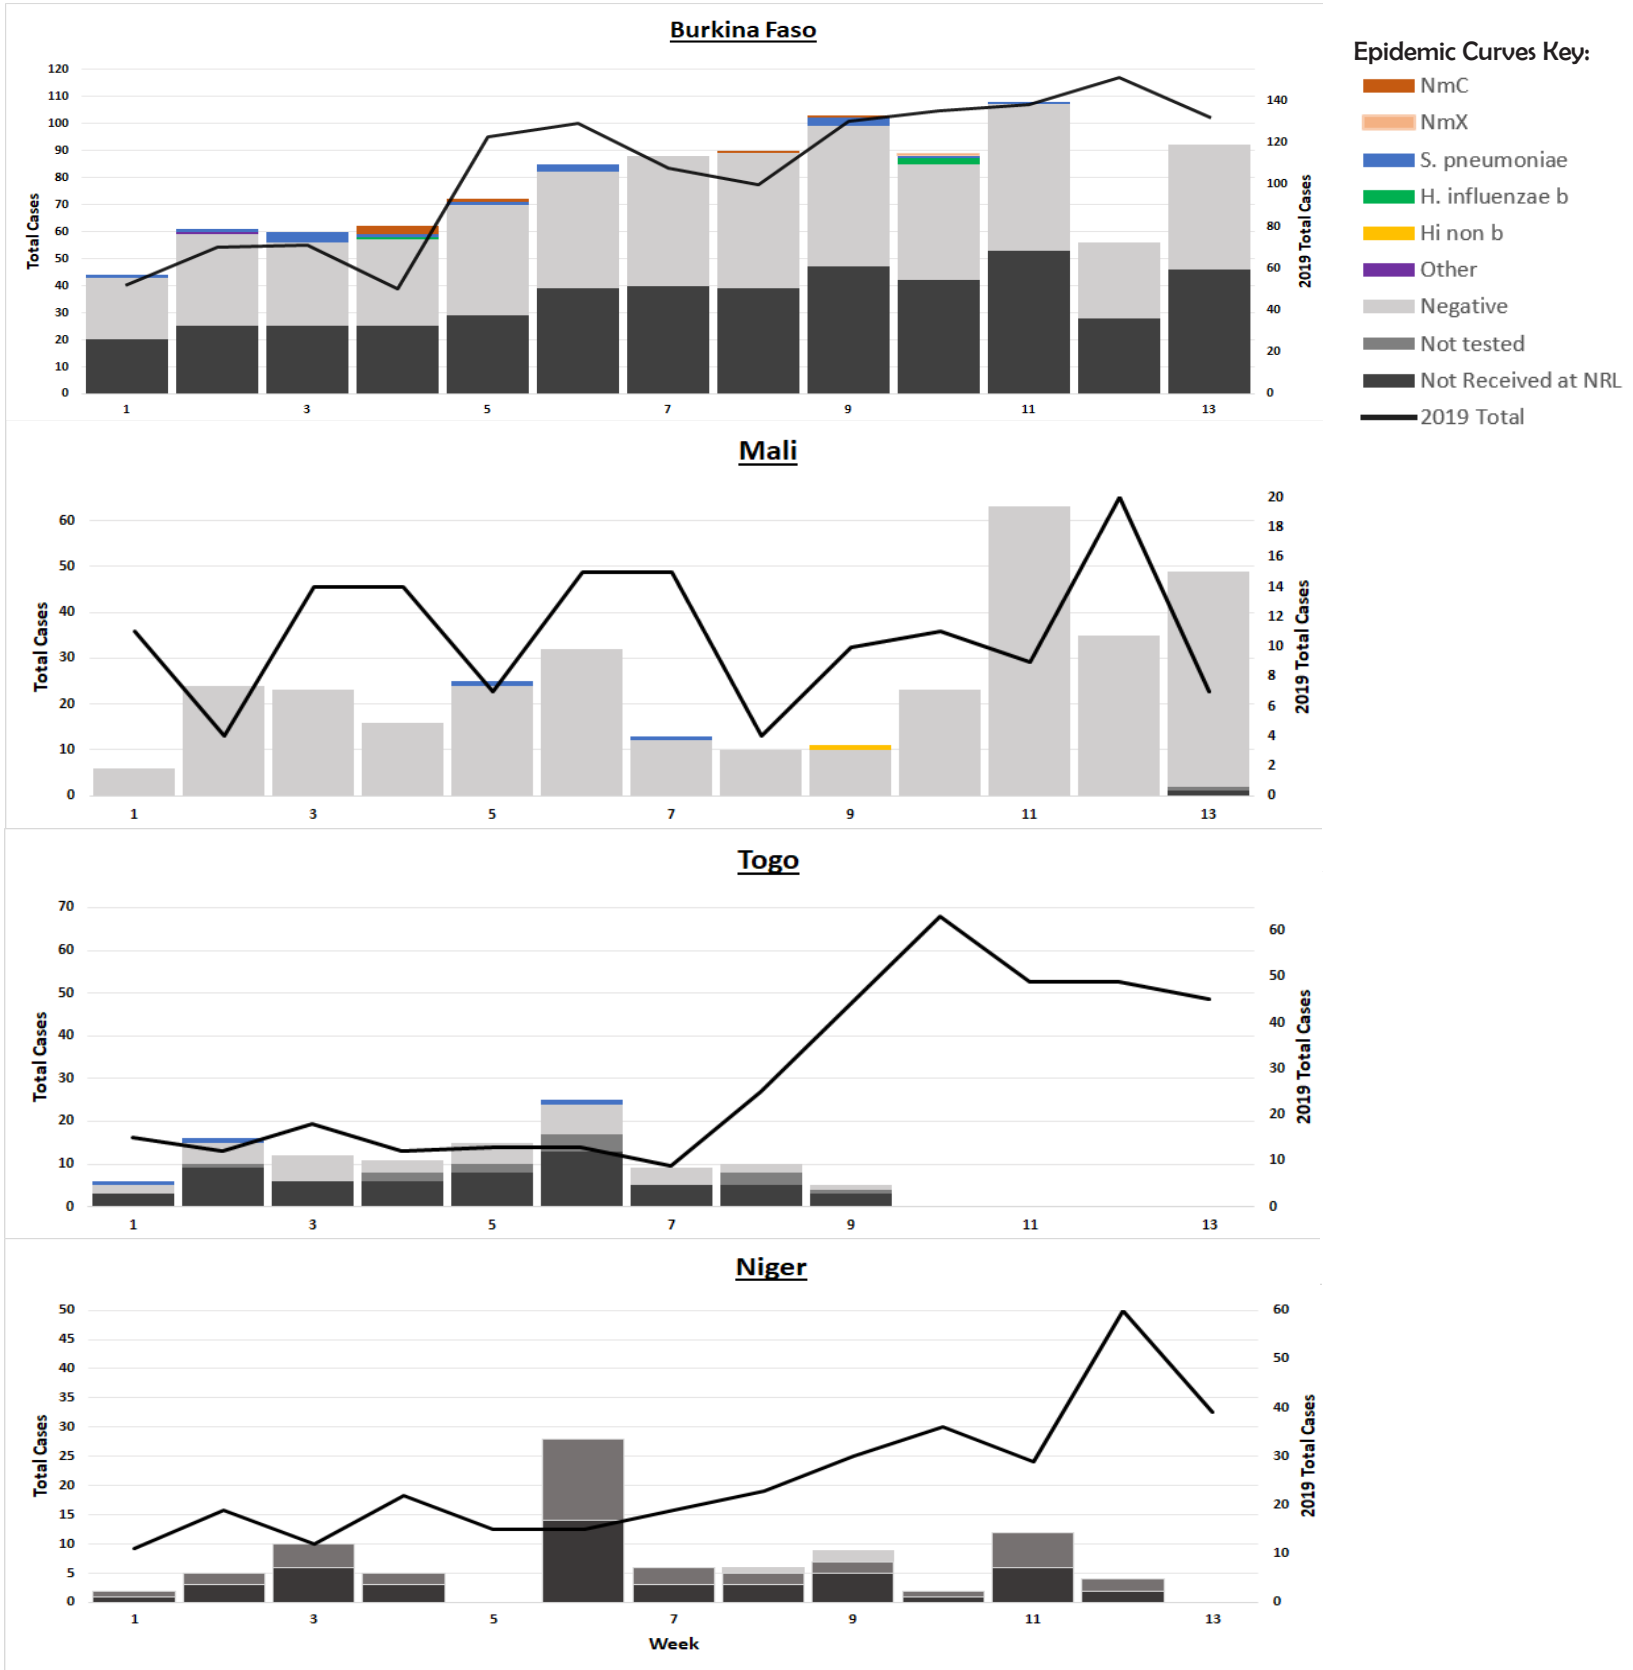 Burkina Faso
Total Cases
120
110
100
90
80
70
60
50
40
30
20
10
0
140
120
100
80
60
40
20
0
2019 Total Cases
1 3 5 7 9 11 13
Epidemic Curves Key:
NmC
NmX
S. pneumoniae
H. influenzae b
Hi non b
Other
Negative
Not tested
Not Received at NRL
2019 Total
Mali
Total Cases
60
50
40
30
20
10
0
20
18
16
14
12
10
8
6
4
2
0
2019 Total Cases
1 3 5 7 9 11 13
Togo
Total Cases
70
60
50
40
30
20
10
0
60
50
40
30
20
10
0
2019 Total Cases
1 3 5 7 9 11 13
Niger
Total Cases
50
45
40
35
30
25
20
15
10
5
0
60
50
40
30
20
10
0
2019 Total Cases
1 3 5 7 9 11 13
Week